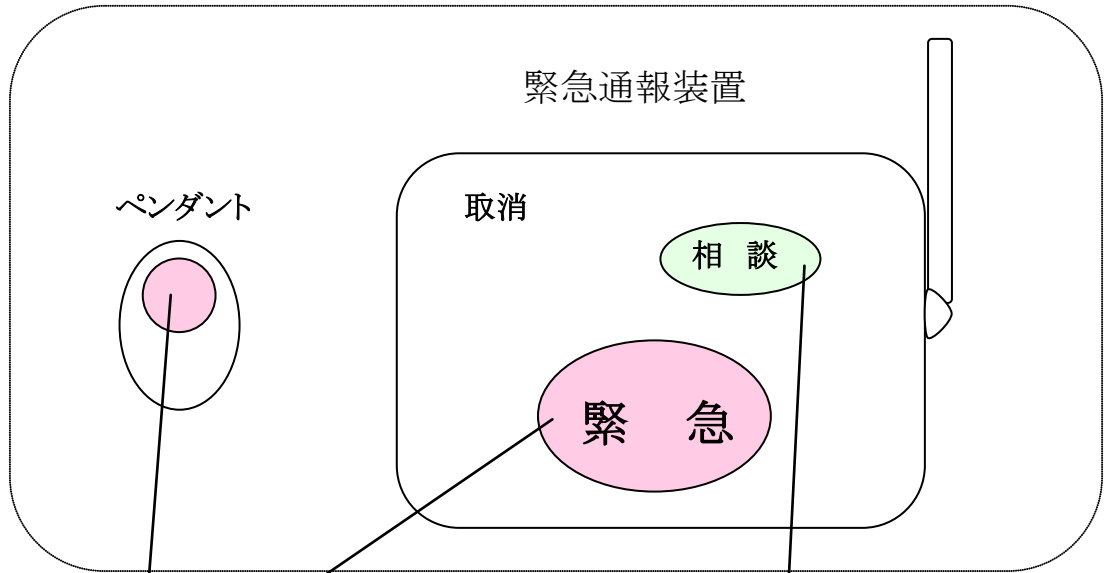 緊急通報装置
ペンダント
取消
相 談
緊 急